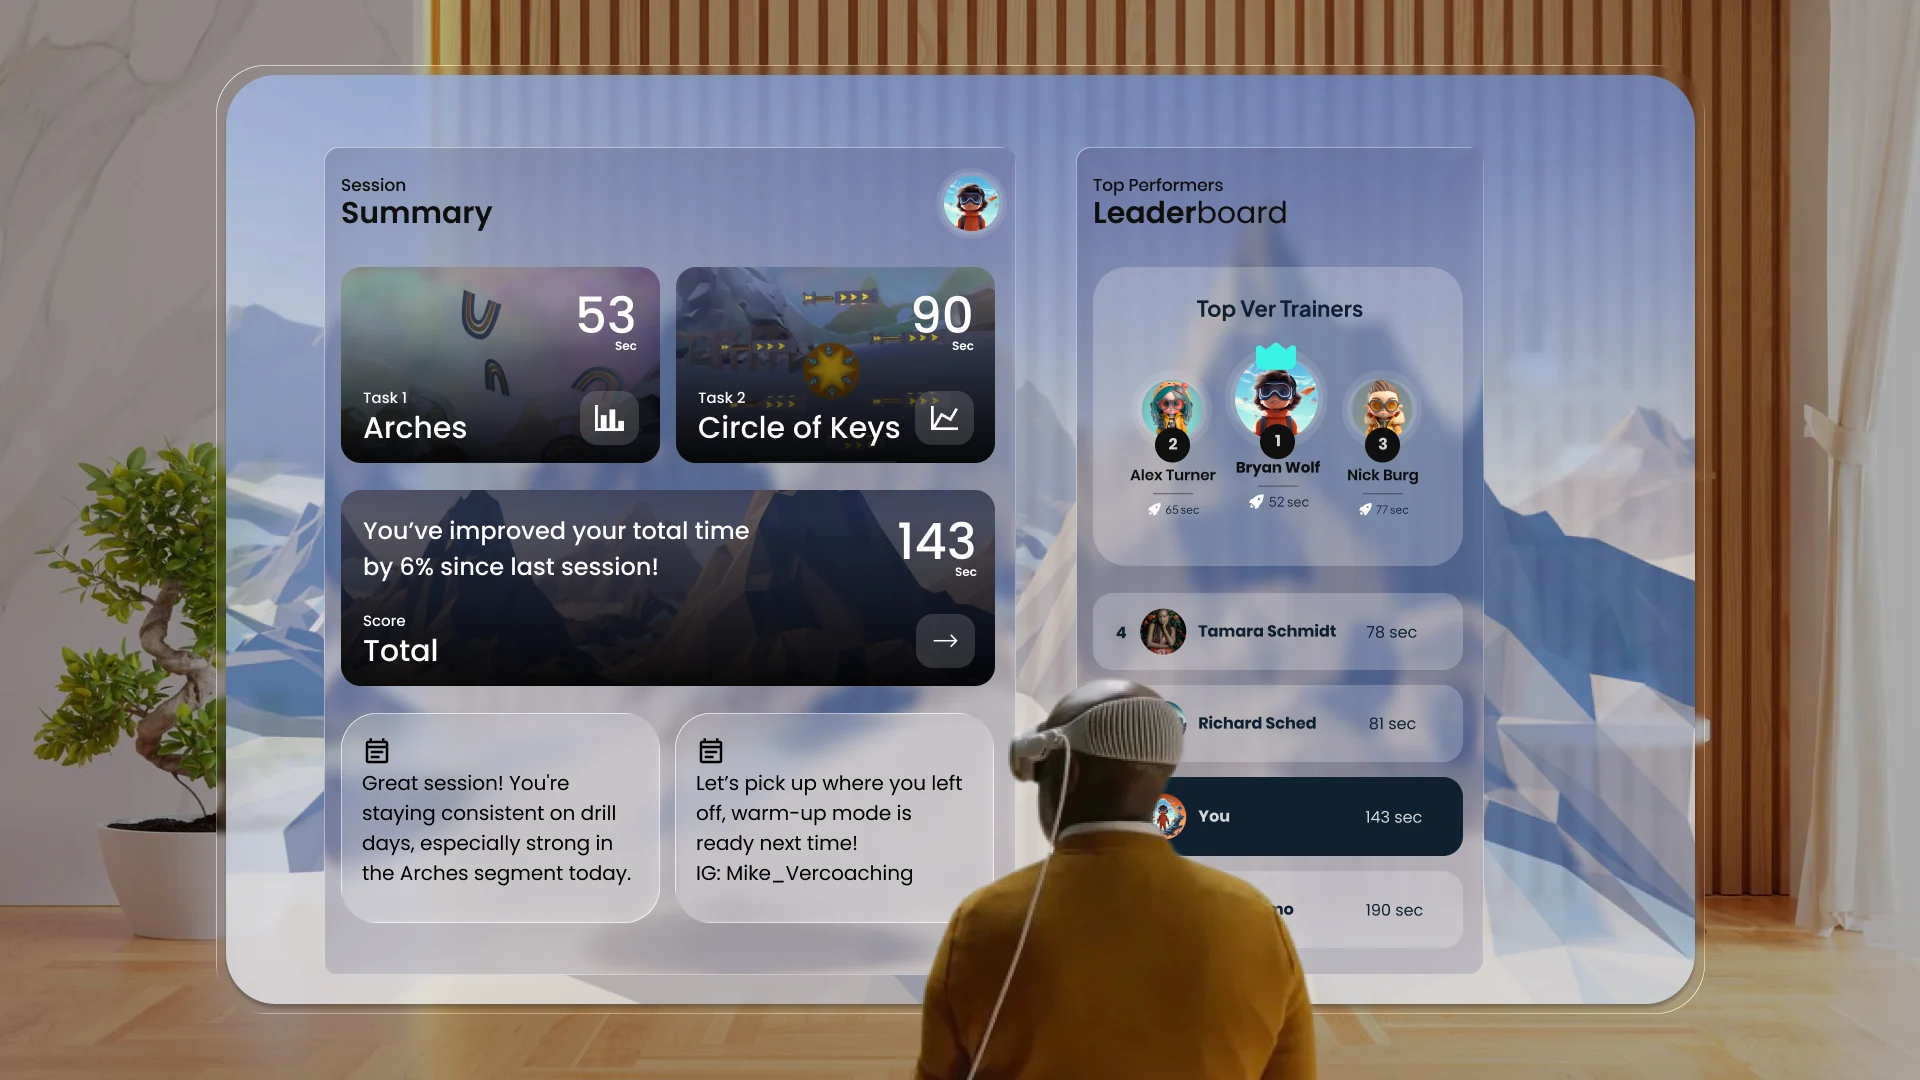 Session
Summary
53
Sec
Task 1
Arches
90
Sec
Task 2
Circle of Keys
You’ve improved your total time
by 6% since last session!
143
Sec
Score
Total
Great session! You're
staying consistent on drill
days, especially strong in
the Arches segment today.
Let’s pick up where you left
off, warm-up mode is
ready next time!
IG: Mike_Vercoaching
Top Performers
Leaderboard
Top Ver Trainers
2
Alex Turner
65 sec
1
Bryan Wolf
52 sec
3
Nick Burg
77 sec
4 Tamara Schmidt 78 sec
Richard Sched 81 sec
You 143 sec
190 sec